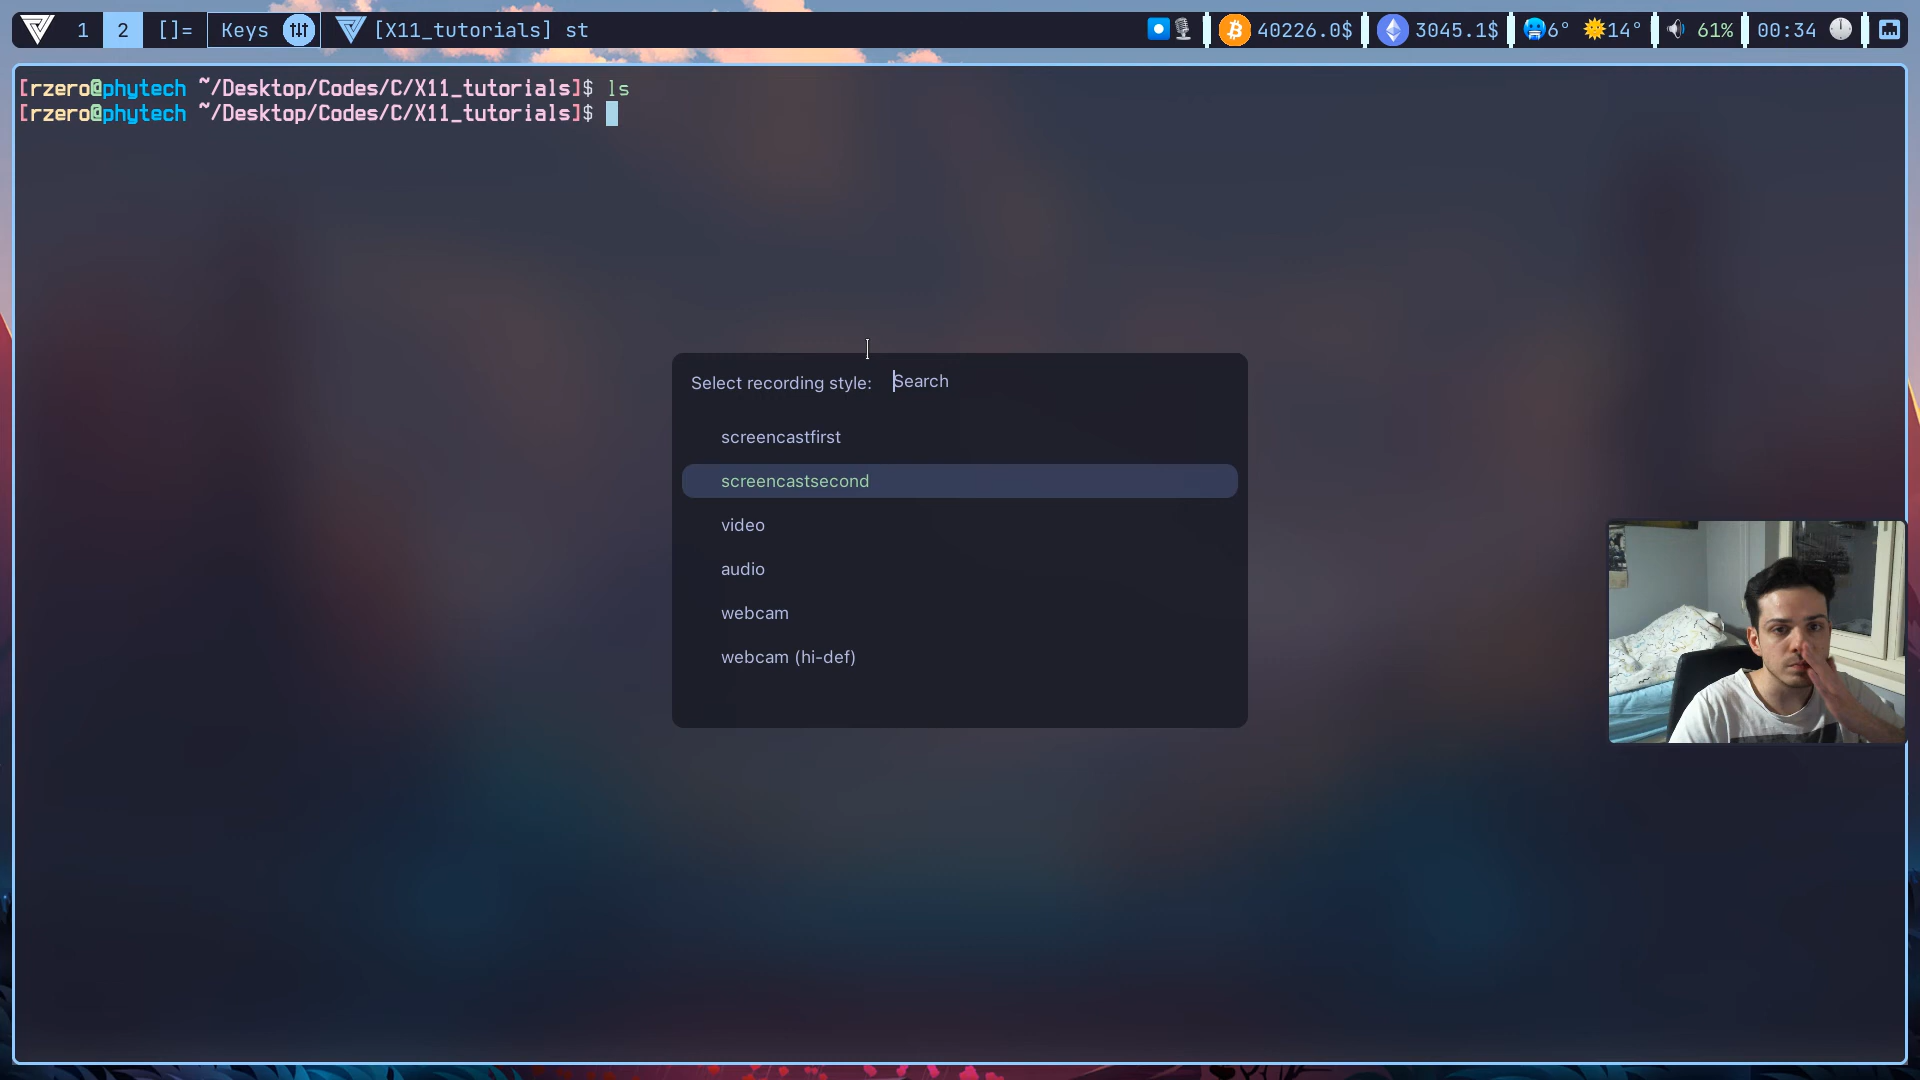 1 2 []= Keys [X11_tutorials] st 40226.0$ 3045.1$ 🥶6° 🌞14° 61% 00:34
[rzero@phytech ~/Desktop/Codes/C/X11_tutorials]$ ls
[rzero@phytech ~/Desktop/Codes/C/X11_tutorials]$
Select recording style: Search
screencastfirst
screencastsecond
video
audio
webcam
webcam (hi-def)